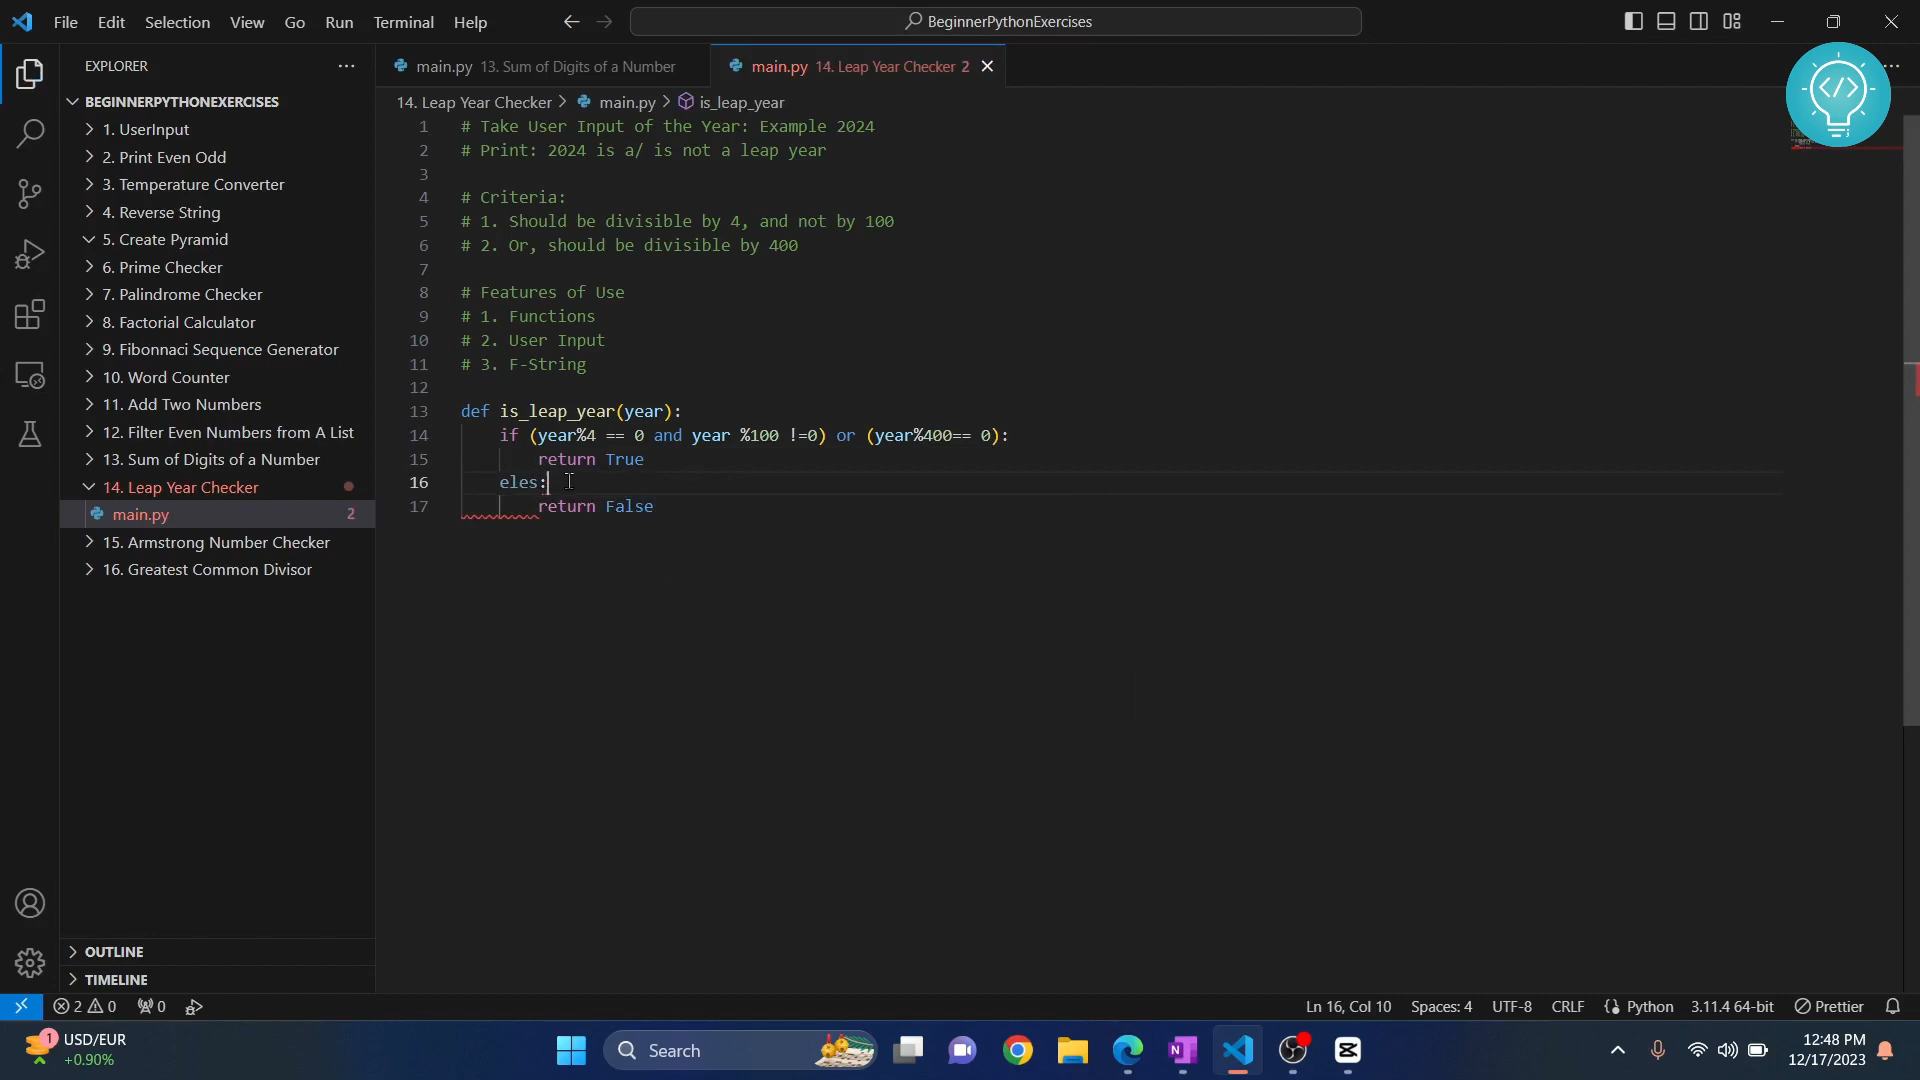 File Edit Selection View Go Run Terminal Help
BeginnerPythonExercises
EXPLORER
main.py 13. Sum of Digits of a Number
main.py 14. Leap Year Checker 2
BEGINNERPYTHONEXERCISES
1. UserInput
2. Print Even Odd
3. Temperature Converter
4. Reverse String
5. Create Pyramid
6. Prime Checker
7. Palindrome Checker
8. Factorial Calculator
9. Fibonnaci Sequence Generator
10. Word Counter
11. Add Two Numbers
12. Filter Even Numbers from A List
13. Sum of Digits of a Number
14. Leap Year Checker
main.py 2
15. Armstrong Number Checker
16. Greatest Common Divisor
OUTLINE
TIMELINE
14. Leap Year Checker > main.py > is_leap_year
</>
1 # Take User Input of the Year: Example 2024
2 # Print: 2024 is a/ is not a leap year
3
4 # Criteria:
5 # 1. Should be divisible by 4, and not by 100
6 # 2. Or, should be divisible by 400
7
8 # Features of Use
9 # 1. Functions
10 # 2. User Input
11 # 3. F-String
12
13 def is_leap_year(year):
14 if (year%4 == 0 and year %100 !=0) or (year%400== 0):
15 return True
16 eles:
17 return False
2 0 0
Ln 16, Col 10 Spaces: 4 UTF-8 CRLF Python 3.11.4 64-bit Prettier
1 USD/EUR
+0.90%
Search
12:48 PM
12/17/2023